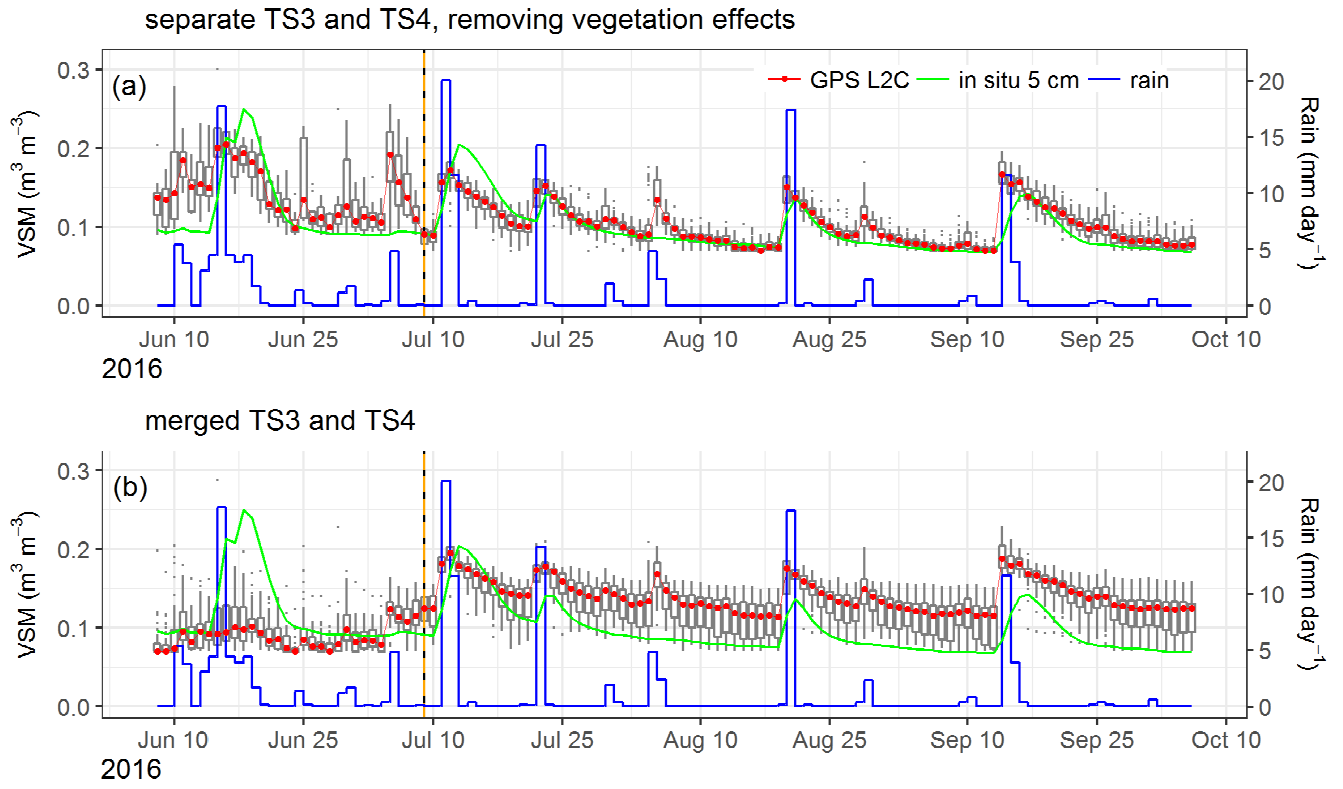 separate TS3 and TS4, removing vegetation effects
(a)
GPS L2C in situ 5 cm rain
VSM (m³ m⁻³)
0.3
0.2
0.1
0.0
20
15
10
5
0
Rain (mm day⁻¹)
Jun 10 Jun 25 Jul 10 Jul 25 Aug 10 Aug 25 Sep 10 Sep 25 Oct 10
2016
merged TS3 and TS4
(b)
VSM (m³ m⁻³)
0.3
0.2
0.1
0.0
20
15
10
5
0
Rain (mm day⁻¹)
Jun 10 Jun 25 Jul 10 Jul 25 Aug 10 Aug 25 Sep 10 Sep 25 Oct 10
2016